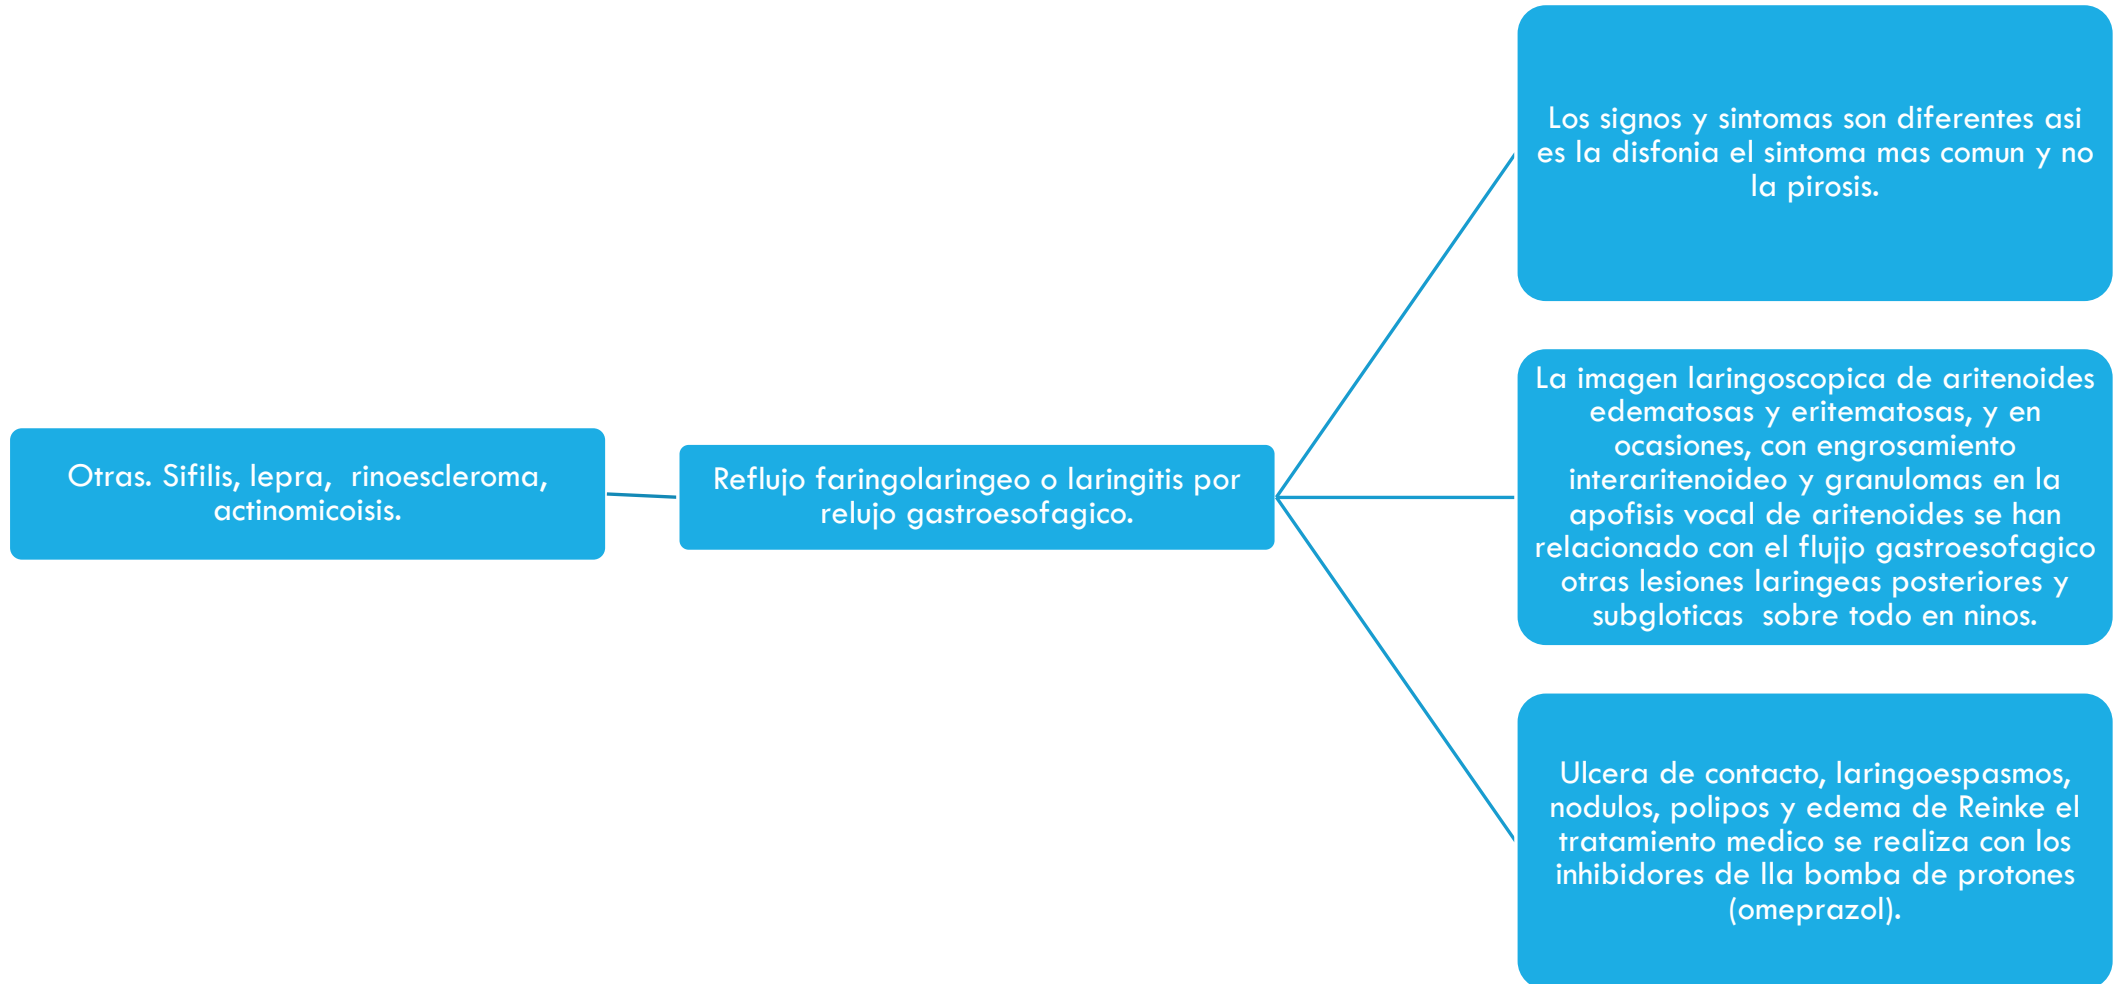 Otras. Sifilis, lepra,  rinoescleroma,
actinomicoisis.
Reflujo faringolaringeo o laringitis por
relujo gastroesofagico.
Los signos y sintomas son diferentes asi
es la disfonia el sintoma mas comun y no
la pirosis.
La imagen laringoscopica de aritenoides
edematosas y eritematosas, y en
ocasiones, con engrosamiento
interaritenoideo y granulomas en la
apofisis vocal de aritenoides se han
relacionado con el flujjo gastroesofagico
otras lesiones laringeas posteriores y
subgloticas  sobre todo en ninos.
Ulcera de contacto, laringoespasmos,
nodulos, polipos y edema de Reinke el
tratamiento medico se realiza con los
inhibidores de lla bomba de protones
(omeprazol).